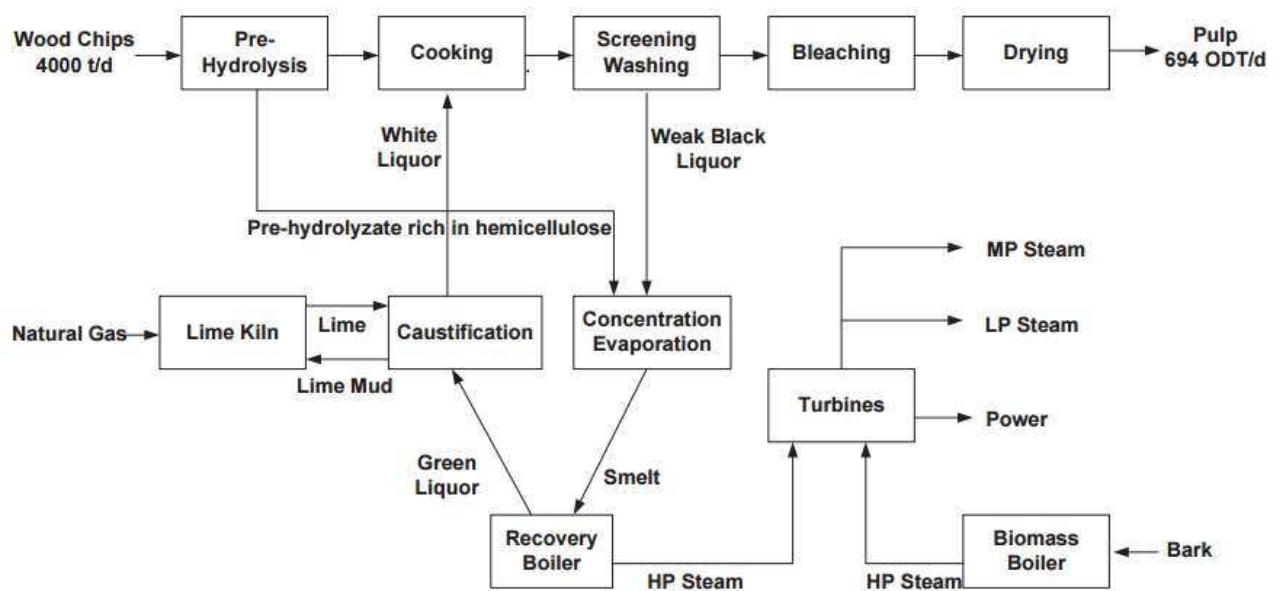 Wood Chips
4000 t/d
Pre-
Hydrolysis
Cooking
Screening
Washing
Bleaching
Drying
Pulp
694 ODT/d
White
Liquor
Weak Black
Liquor
Pre-hydrolyzate rich in hemicellulose
MP Steam
Natural Gas
Lime Kiln
Lime
Lime Mud
Caustification
Concentration
Evaporation
LP Steam
Turbines
Power
Green
Liquor
Smelt
Recovery
Boiler
HP Steam
HP Steam
Biomass
Boiler
Bark